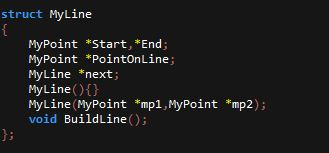 struct MyLine
{
MyPoint *Start,*End;
MyPoint *PointOnLine;
MyLine *next;
MyLine(){}
MyLine(MyPoint *mp1,MyPoint *mp2);
void BuildLine();
};